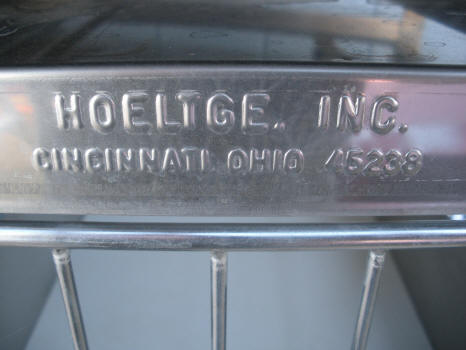 HOELTGE. INC.
CINCINNATI. OHIO 45238